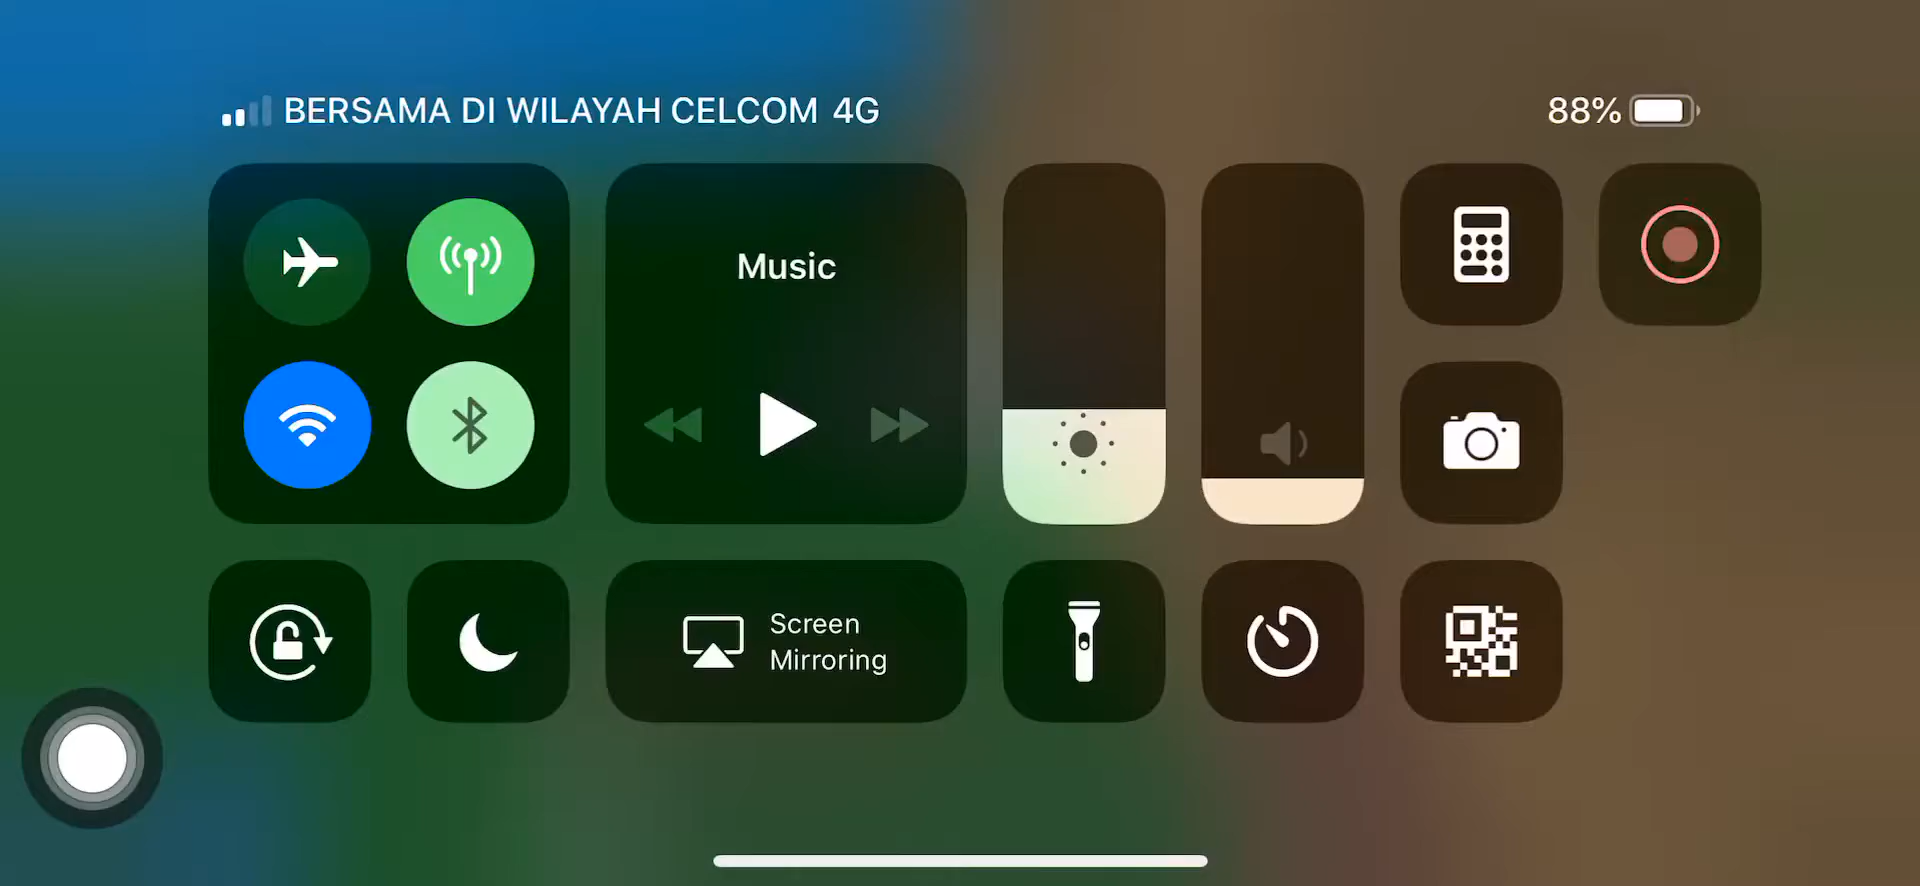 BERSAMA DI WILAYAH CELCOM 4G
88%
Music
Screen
Mirroring